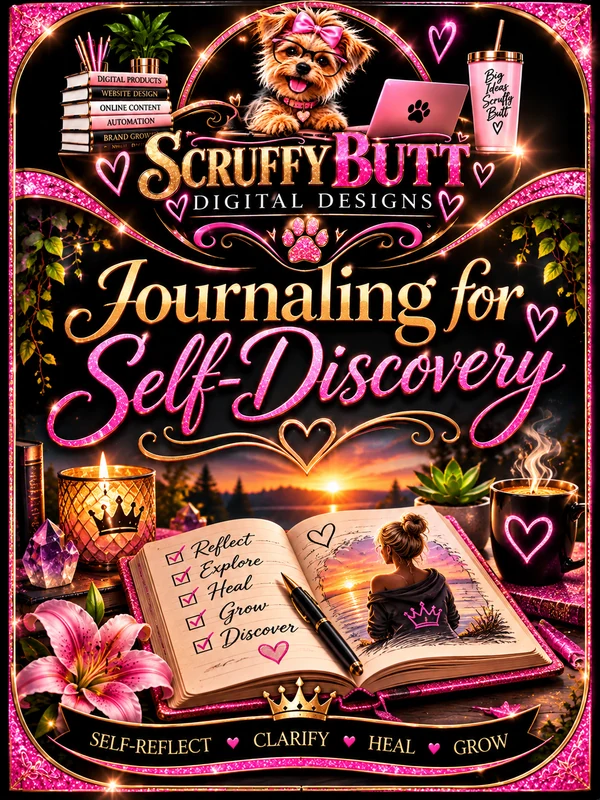 DIGITAL PRODUCTS
WEBSITE DESIGN
ONLINE CONTENT
AUTOMATION
BRAND GROW
Big
Ideas
Scruffy
Butt
SCRUFFYBUTT
DIGITAL DESIGNS
Journaling for
Self-Discovery
Reflect
Explore
Heal
Grow
Discover
SELF-REFLECT CLARIFY HEAL GROW